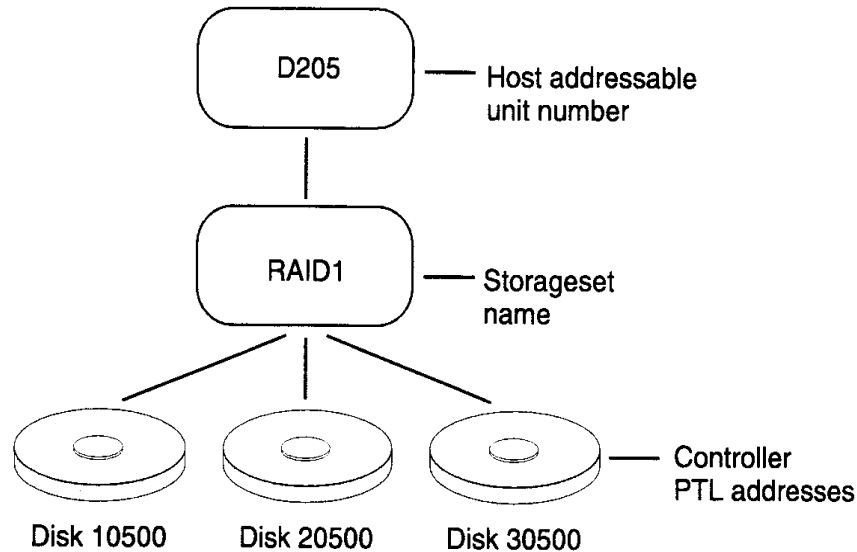 D205
Host addressable
unit number
RAID1
Storageset
name
Controller
PTL addresses
Disk 10500
Disk 20500
Disk 30500